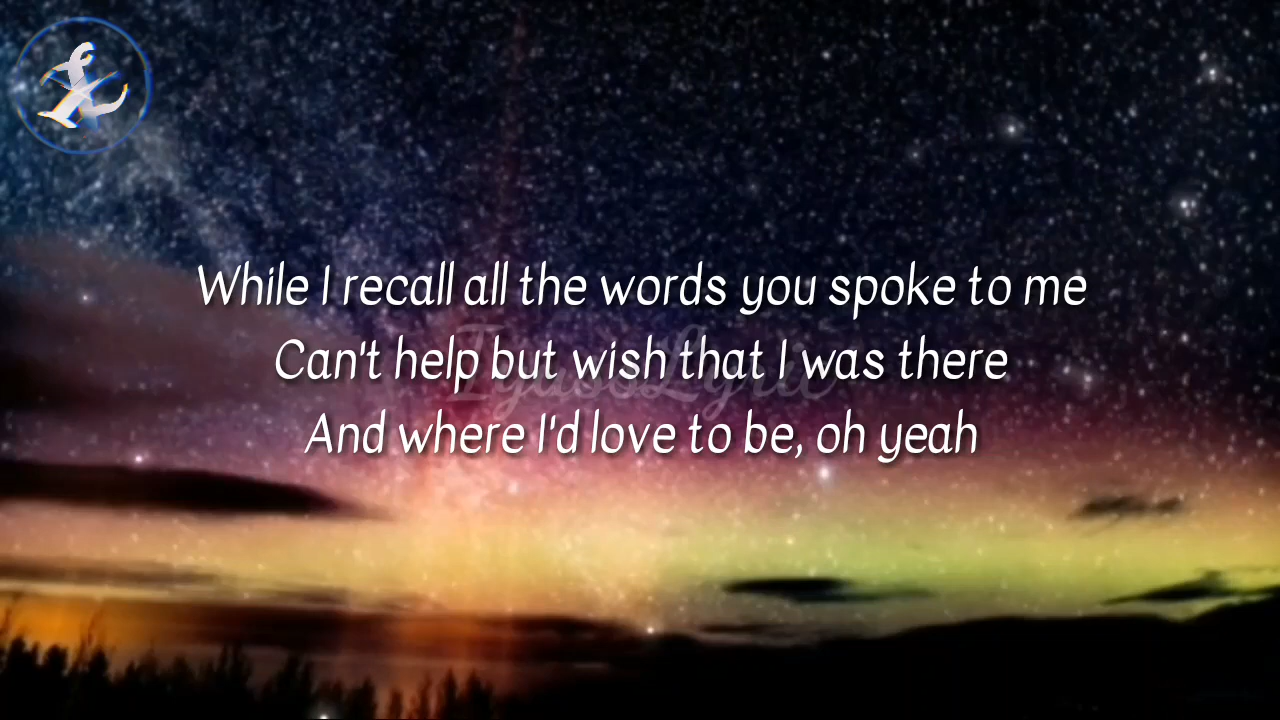 While I recall all the words you spoke to me
Can't help but wish that I was there
And where I'd love to be, oh yeah